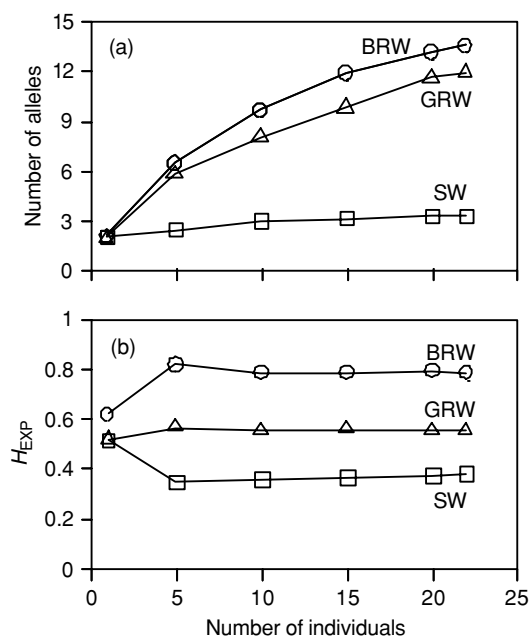 15
(a)
BRW
12
GRW
9
Number of alleles
6
SW
3
0
1
(b)
BRW
0.8
GRW
0.6
HEXP
0.4
SW
0.2
0
0 5 10 15 20 25
Number of individuals